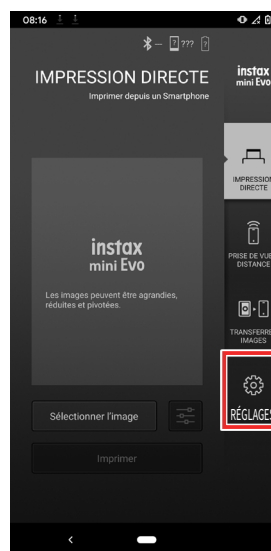 08:16
– ? ??? ?
IMPRESSION DIRECTE
Imprimer depuis un Smartphone
instax
mini Evo
Les images peuvent être agrandies,
réduites et pivotées.
Sélectionner l'image
Imprimer
instax
mini Evo
IMPRESSION
DIRECTE
PRISE DE VUE
DISTANCE
TRANSFERRE
IMAGES
RÉGLAGES